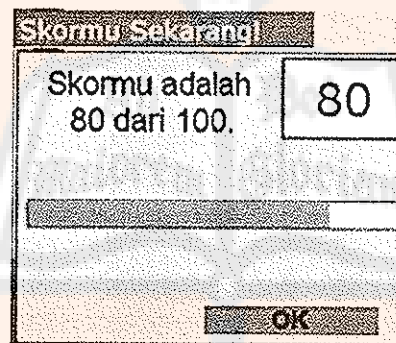 Skormu Sekarang!
Skormu adalah
80 dari 100.
80
OK